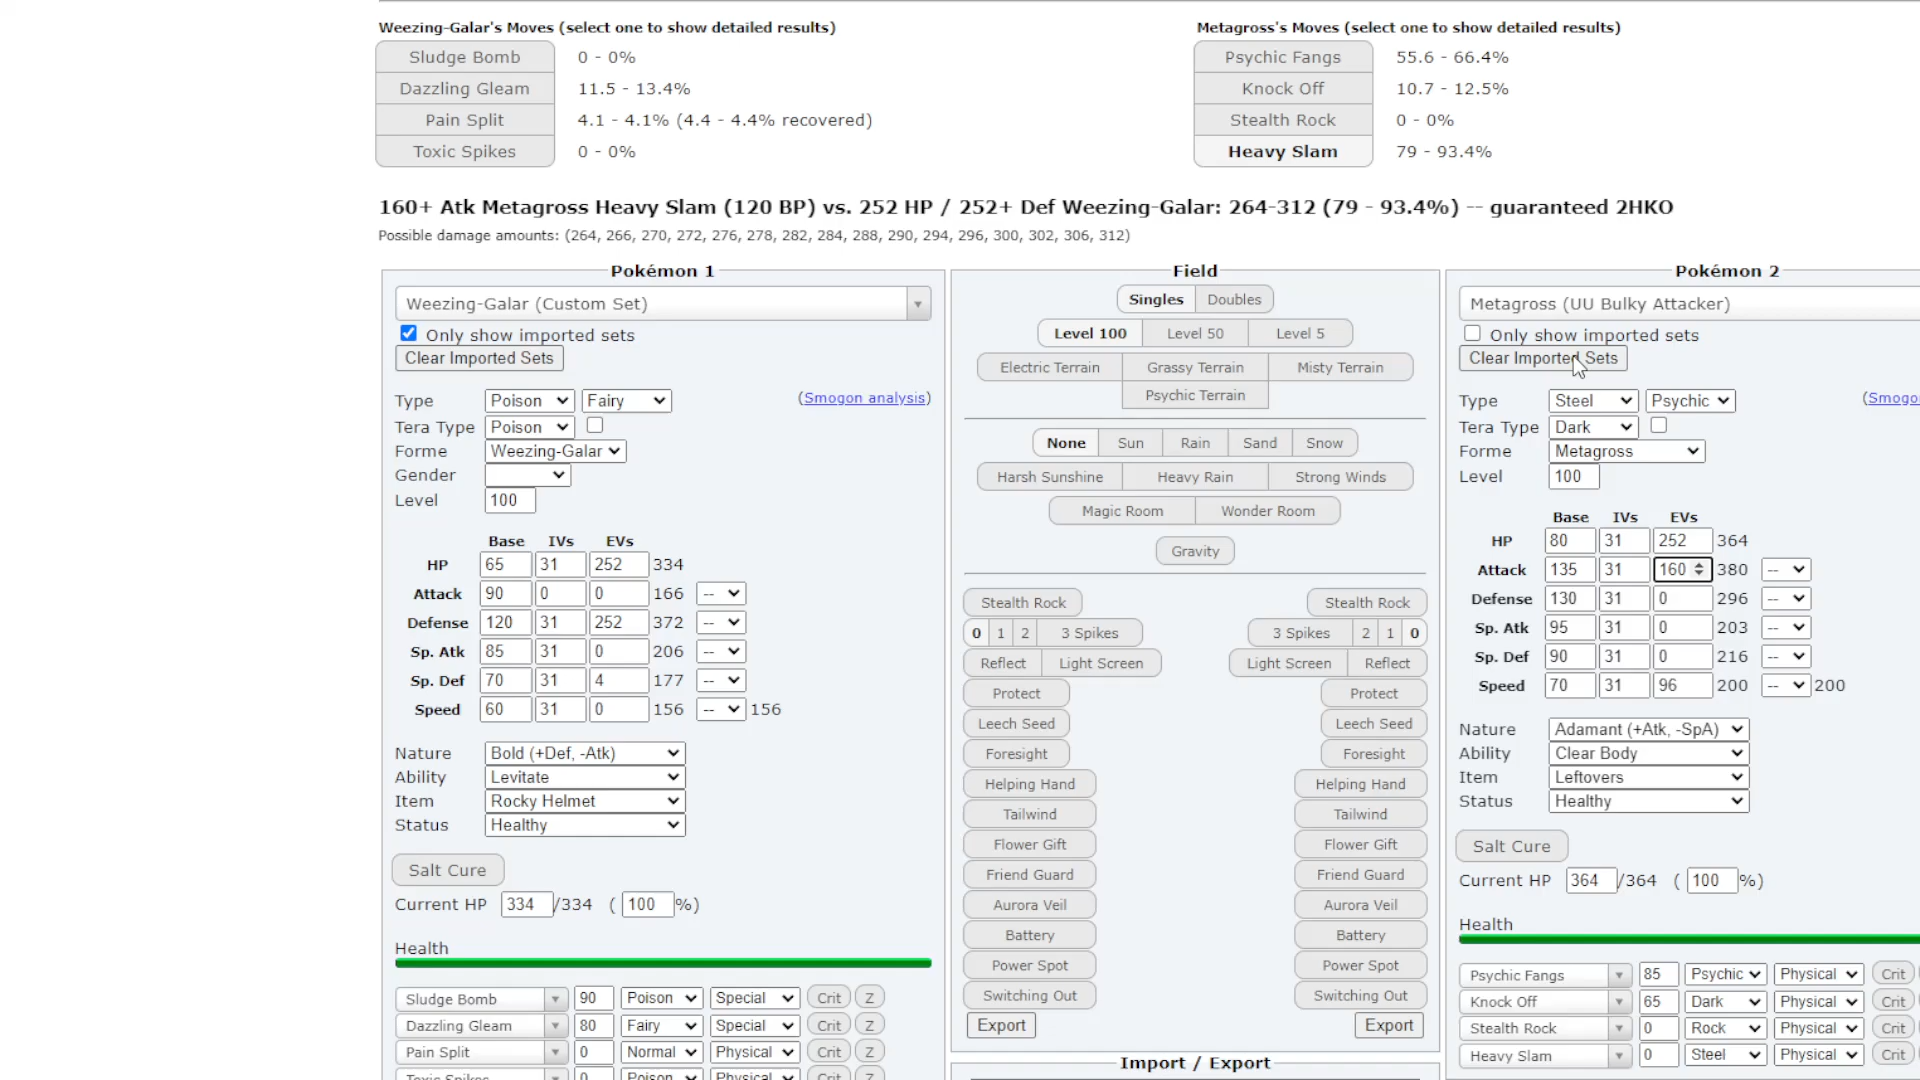 Weezing-Galar's Moves (select one to show detailed results)
Sludge Bomb 0 - 0%
Dazzling Gleam 11.5 - 13.4%
Pain Split 4.1 - 4.1% (4.4 - 4.4% recovered)
Toxic Spikes 0 - 0%
Metagross's Moves (select one to show detailed results)
Psychic Fangs 55.6 - 66.4%
Knock Off 10.7 - 12.5%
Stealth Rock 0 - 0%
Heavy Slam 79 - 93.4%
160+ Atk Metagross Heavy Slam (120 BP) vs. 252 HP / 252+ Def Weezing-Galar: 264-312 (79 - 93.4%) -- guaranteed 2HKO
Possible damage amounts: (264, 266, 270, 272, 276, 278, 282, 284, 288, 290, 294, 296, 300, 302, 306, 312)
Pokémon 1
Weezing-Galar (Custom Set)
Only show imported sets
Clear Imported Sets
Type Poison Fairy (Smogon analysis)
Tera Type Poison
Forme Weezing-Galar
Gender
Level 100
Base IVs EVs
HP 65 31 252 334
Attack 90 0 0 166 --
Defense 120 31 252 372 --
Sp. Atk 85 31 0 206 --
Sp. Def 70 31 4 177 --
Speed 60 31 0 156 -- 156
Nature Bold (+Def, -Atk)
Ability Levitate
Item Rocky Helmet
Status Healthy
Salt Cure
Current HP 334 /334 ( 100 %)
Health
Sludge Bomb 90 Poison Special Crit Z
Dazzling Gleam 80 Fairy Special Crit Z
Pain Split 0 Normal Physical Crit Z
Toxic Spikes 0 Poison Physical Crit Z
Field
Singles Doubles
Level 100 Level 50 Level 5
Electric Terrain Grassy Terrain Misty Terrain
Psychic Terrain
None Sun Rain Sand Snow
Harsh Sunshine Heavy Rain Strong Winds
Magic Room Wonder Room
Gravity
Stealth Rock Stealth Rock
0 1 2 3 Spikes 3 Spikes 2 1 0
Reflect Light Screen Light Screen Reflect
Protect Protect
Leech Seed Leech Seed
Foresight Foresight
Helping Hand Helping Hand
Tailwind Tailwind
Flower Gift Flower Gift
Friend Guard Friend Guard
Aurora Veil Aurora Veil
Battery Battery
Power Spot Power Spot
Switching Out Switching Out
Export Export
Import / Export
Pokémon 2
Metagross (UU Bulky Attacker)
Only show imported sets
Clear Imported Sets
Type Steel Psychic (Smogo
Tera Type Dark
Forme Metagross
Level 100
Base IVs EVs
HP 80 31 252 364
Attack 135 31 160 380 --
Defense 130 31 0 296 --
Sp. Atk 95 31 0 203 --
Sp. Def 90 31 0 216 --
Speed 70 31 96 200 -- 200
Nature Adamant (+Atk, -SpA)
Ability Clear Body
Item Leftovers
Status Healthy
Salt Cure
Current HP 364 /364 ( 100 %)
Health
Psychic Fangs 85 Psychic Physical Crit
Knock Off 65 Dark Physical Crit
Stealth Rock 0 Rock Physical Crit
Heavy Slam 0 Steel Physical Crit